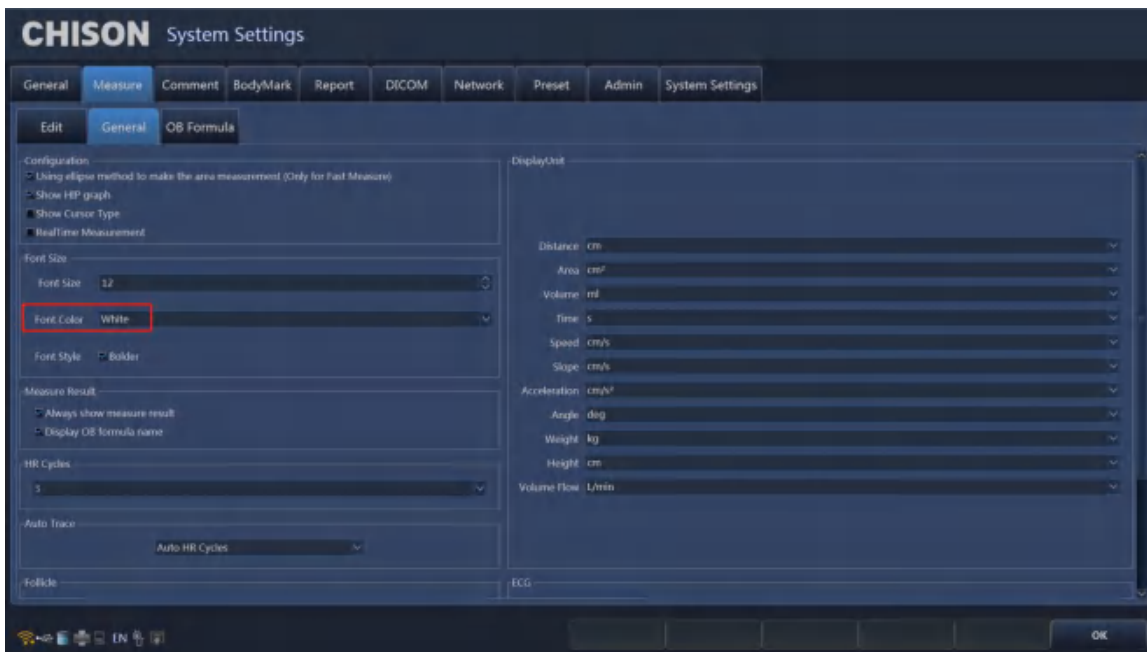 CHISON System Settings
General Measure Comment BodyMark Report DICOM Network Preset Admin System Settings
Edit General OB Formula
Configuration
Using ellipse method to make the area measurement (Only for Fast Measure)
Show HIP graph
Show Cursor Type
RealTime Measurement
Font Size
Font Size 12
Font Color White
Font Style Bolder
Measure Result
Always show measure result
Display OB formula name
HR Cycles
5
Auto Trace
Auto HR Cycles
Follicle
DisplayUnit
Distance cm
Area cm²
Volume ml
Time s
Speed cm/s
Slope cm/s
Acceleration cm/s²
Angle deg
Weight kg
Height cm
Volume Flow L/min
ECG
EN
OK